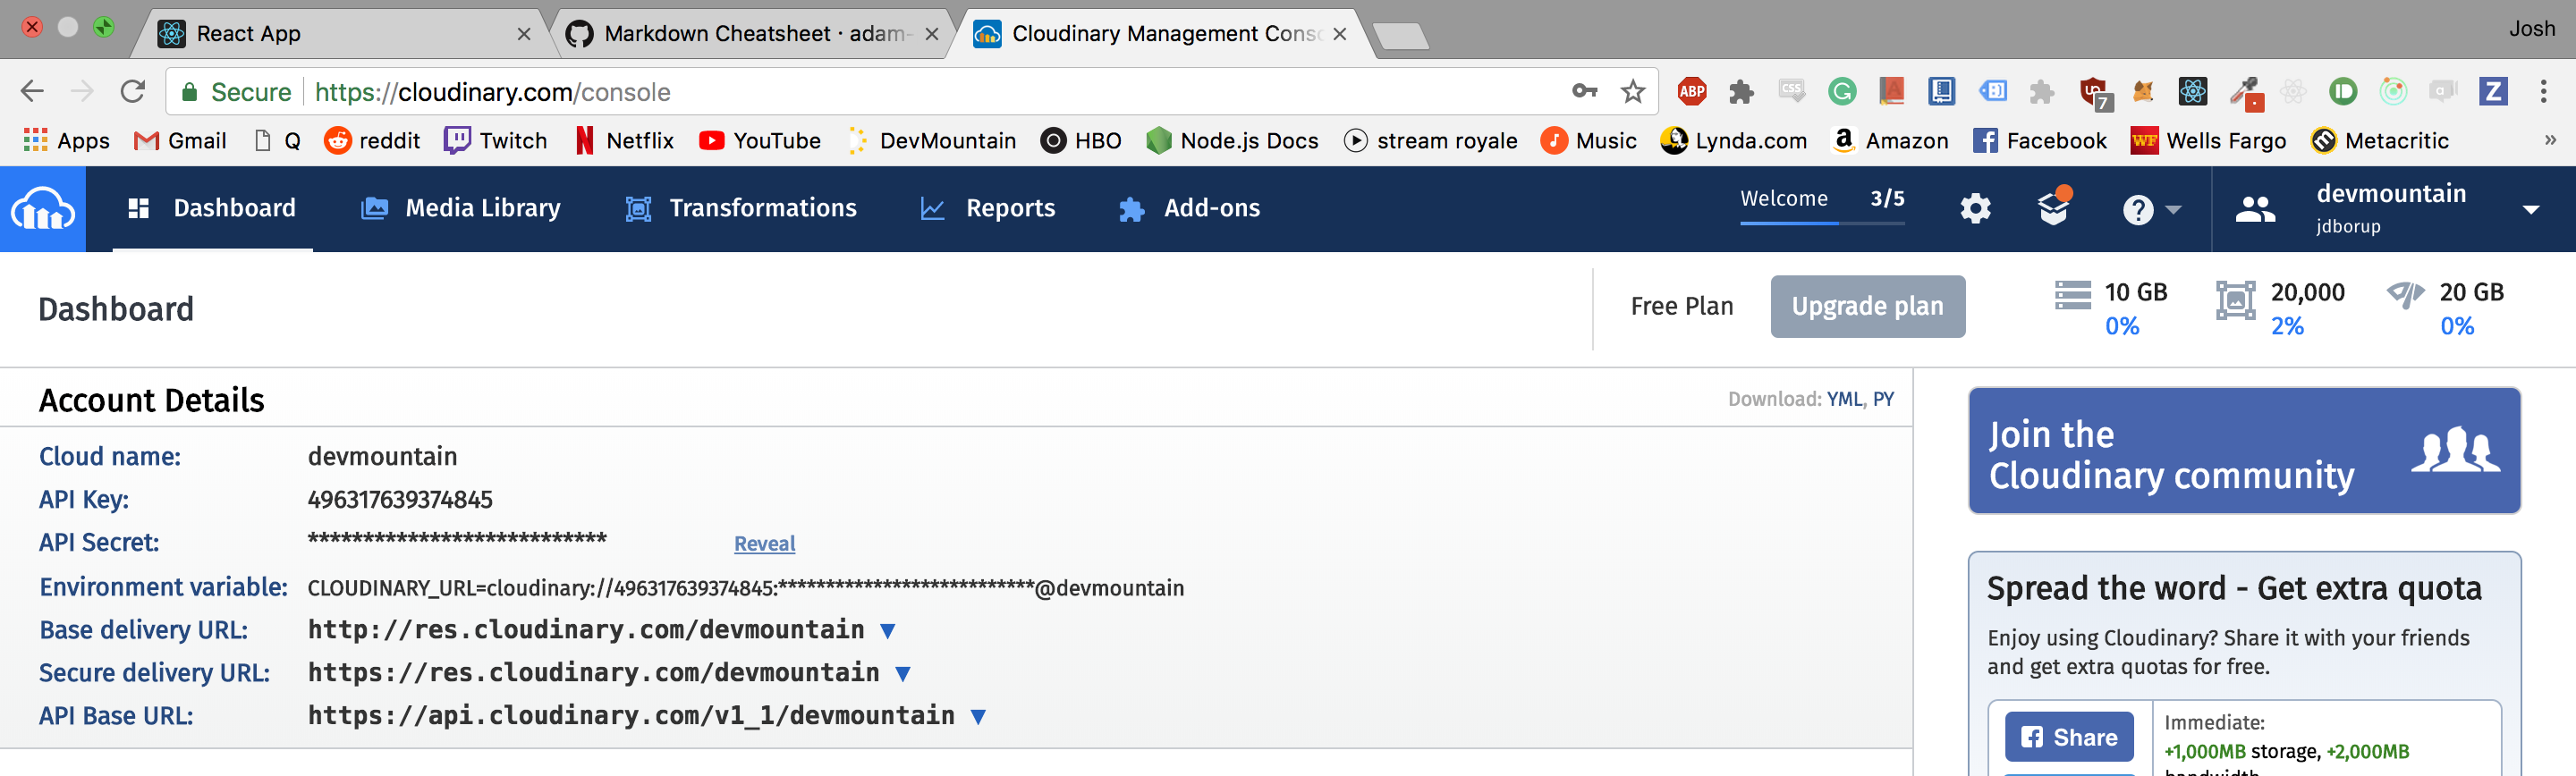 React App
Markdown Cheatsheet · adam-
Cloudinary Management Conso
Josh
Secure https://cloudinary.com/console
ABP CSS 7 Z
Apps Gmail Q reddit Twitch Netflix YouTube DevMountain HBO Node.js Docs stream royale Music Lynda.com Amazon Facebook Wells Fargo Metacritic »
Dashboard Media Library Transformations Reports Add-ons Welcome 3/5 devmountain
jdborup
Dashboard
Free Plan Upgrade plan 10 GB 20,000 20 GB
0% 2% 0%
Account Details
Download: YML, PY
Cloud name: devmountain
API Key: 496317639374845
API Secret: *************************** Reveal
Environment variable: CLOUDINARY_URL=cloudinary://496317639374845:***************************@devmountain
Base delivery URL: http://res.cloudinary.com/devmountain
Secure delivery URL: https://res.cloudinary.com/devmountain
API Base URL: https://api.cloudinary.com/v1_1/devmountain
Join the
Cloudinary community
Spread the word - Get extra quota
Enjoy using Cloudinary? Share it with your friends
and get extra quotas for free.
Share
Immediate:
+1,000MB storage, +2,000MB
bandwidth